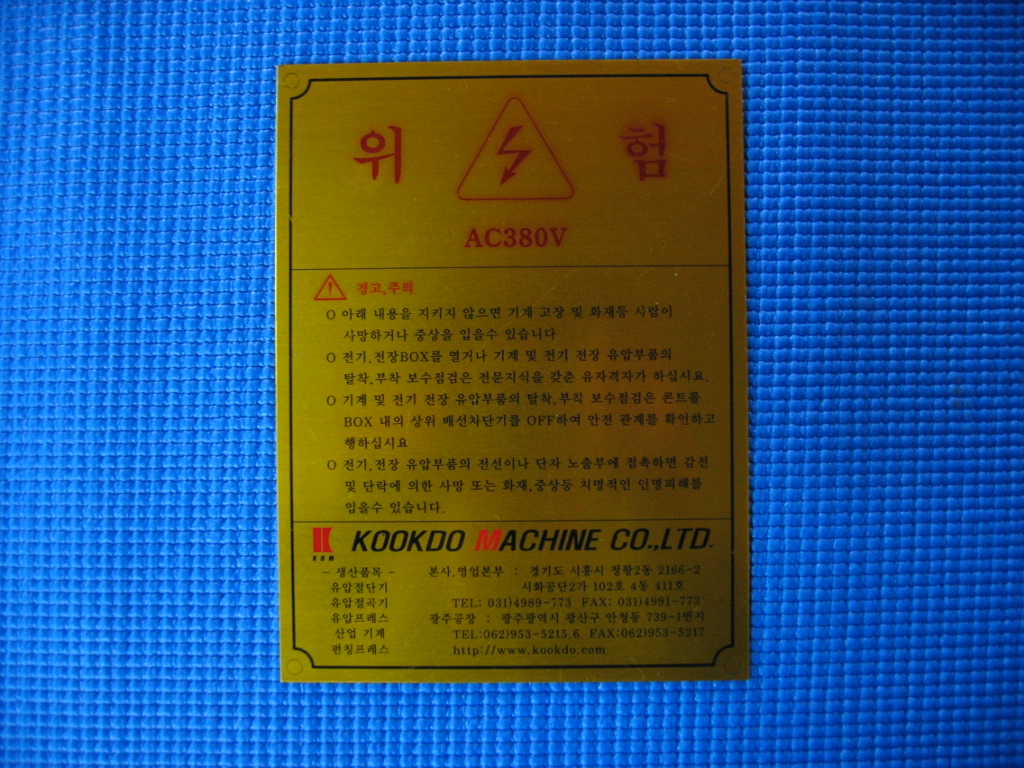 위 험
AC380V
경고,주의
O 아래 내용을 지키지 않으면 기계 고장 및 화재등 사람이
사망하거나 중상을 입을수 있습니다
O 전기,전장BOX를 열거나 기계 및 전기 전장 유압부품의
탈착,부착 보수점검은 전문지식을 갖춘 유자격자가 하십시요.
O 기계 및 전기 전장 유압부품의 탈착,부착 보수점검은 콘트롤
BOX 내의 상위 배선차단기를 OFF하여 안전 관계를 확인하고
행하십시요
O 전기,전장 유압부품의 전선이나 단자 노출부에 접촉하면 감전
및 단락에 의한 사망 또는 화재,중상등 치명적인 인명피해를
입을수 있습니다.
KDM KOOKDO MACHINE CO.,LTD.
- 생산품목 - 본사,영업본부 : 경기도 시흥시 정왕2동 2166-2
유압절단기 시화공단2가 102호 4동 411호
유압절곡기 TEL: 031)4989-773 FAX: 031)4991-773
유압프레스 광주공장 : 광주광역시 광산구 안청동 739-1번지
산업 기계 TEL:062)953-5215,6 FAX:062)953-5217
펀칭프레스 http://www.kookdo.com